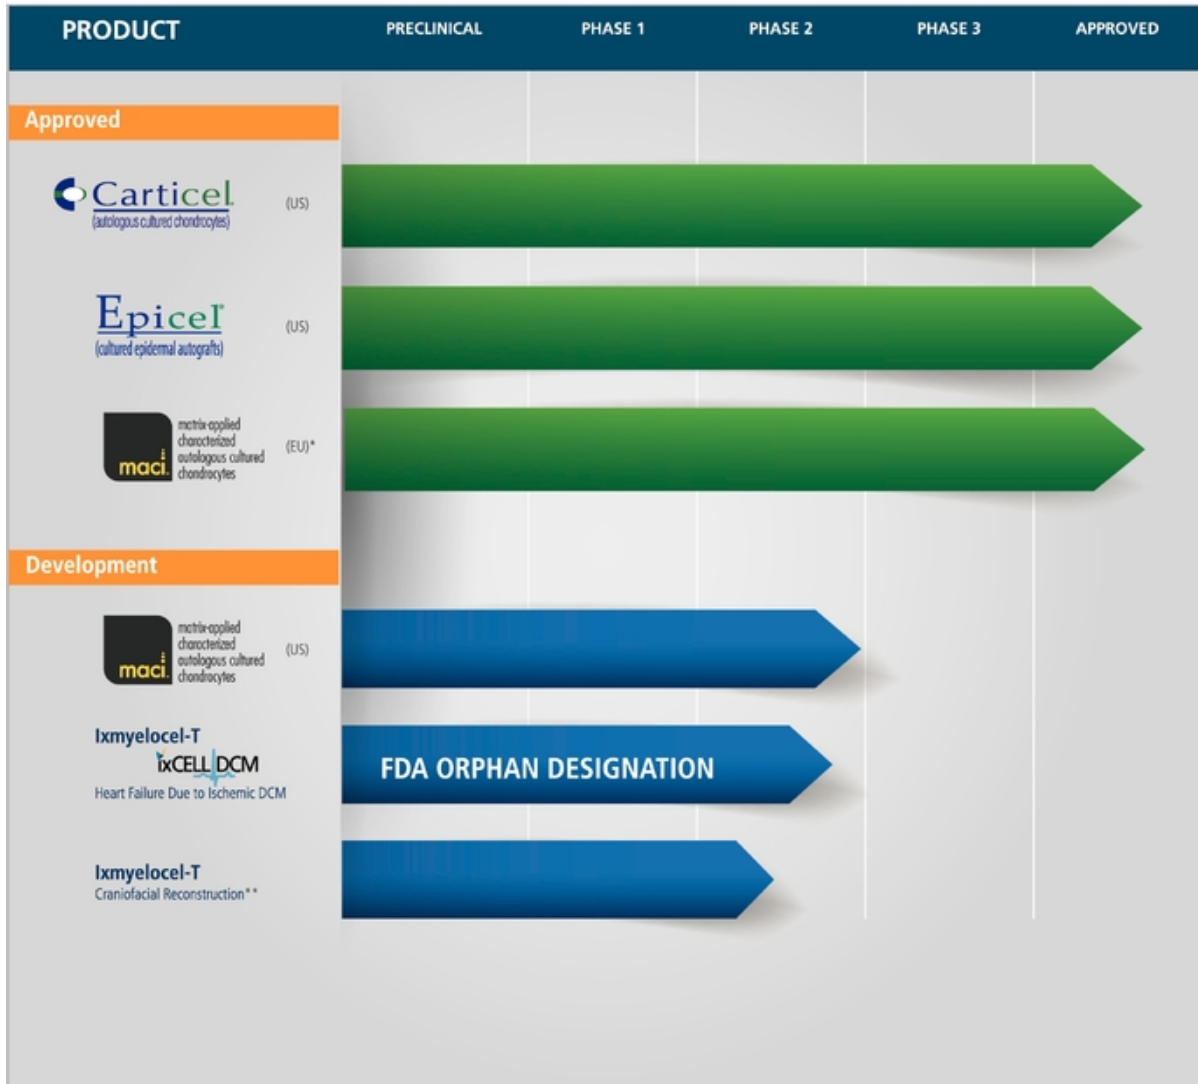 PRODUCT PRECLINICAL PHASE 1 PHASE 2 PHASE 3 APPROVED
Approved
Carticel
(autologous cultured chondrocytes)
(US)
Epicel®
(cultured epidermal autografts)
(US)
maci.
matrix-applied
characterized
autologous cultured
chondrocytes
(EU)*
Development
maci.
matrix-applied
characterized
autologous cultured
chondrocytes
(US)
Ixmyelocel-T
ixCELL DCM
Heart Failure Due to Ischemic DCM
FDA ORPHAN DESIGNATION
Ixmyelocel-T
Craniofacial Reconstruction**